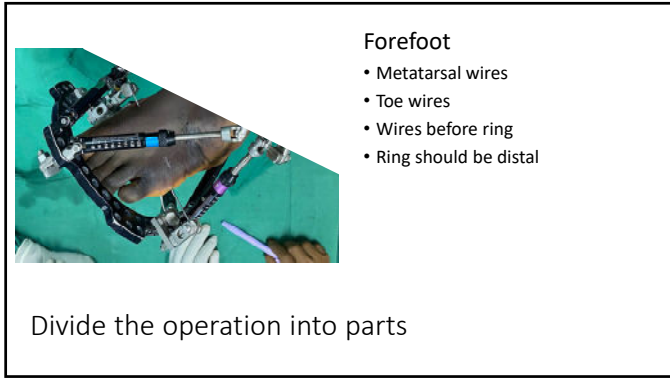 Forefoot
• Metatarsal wires
• Toe wires
• Wires before ring
• Ring should be distal
Divide the operation into parts